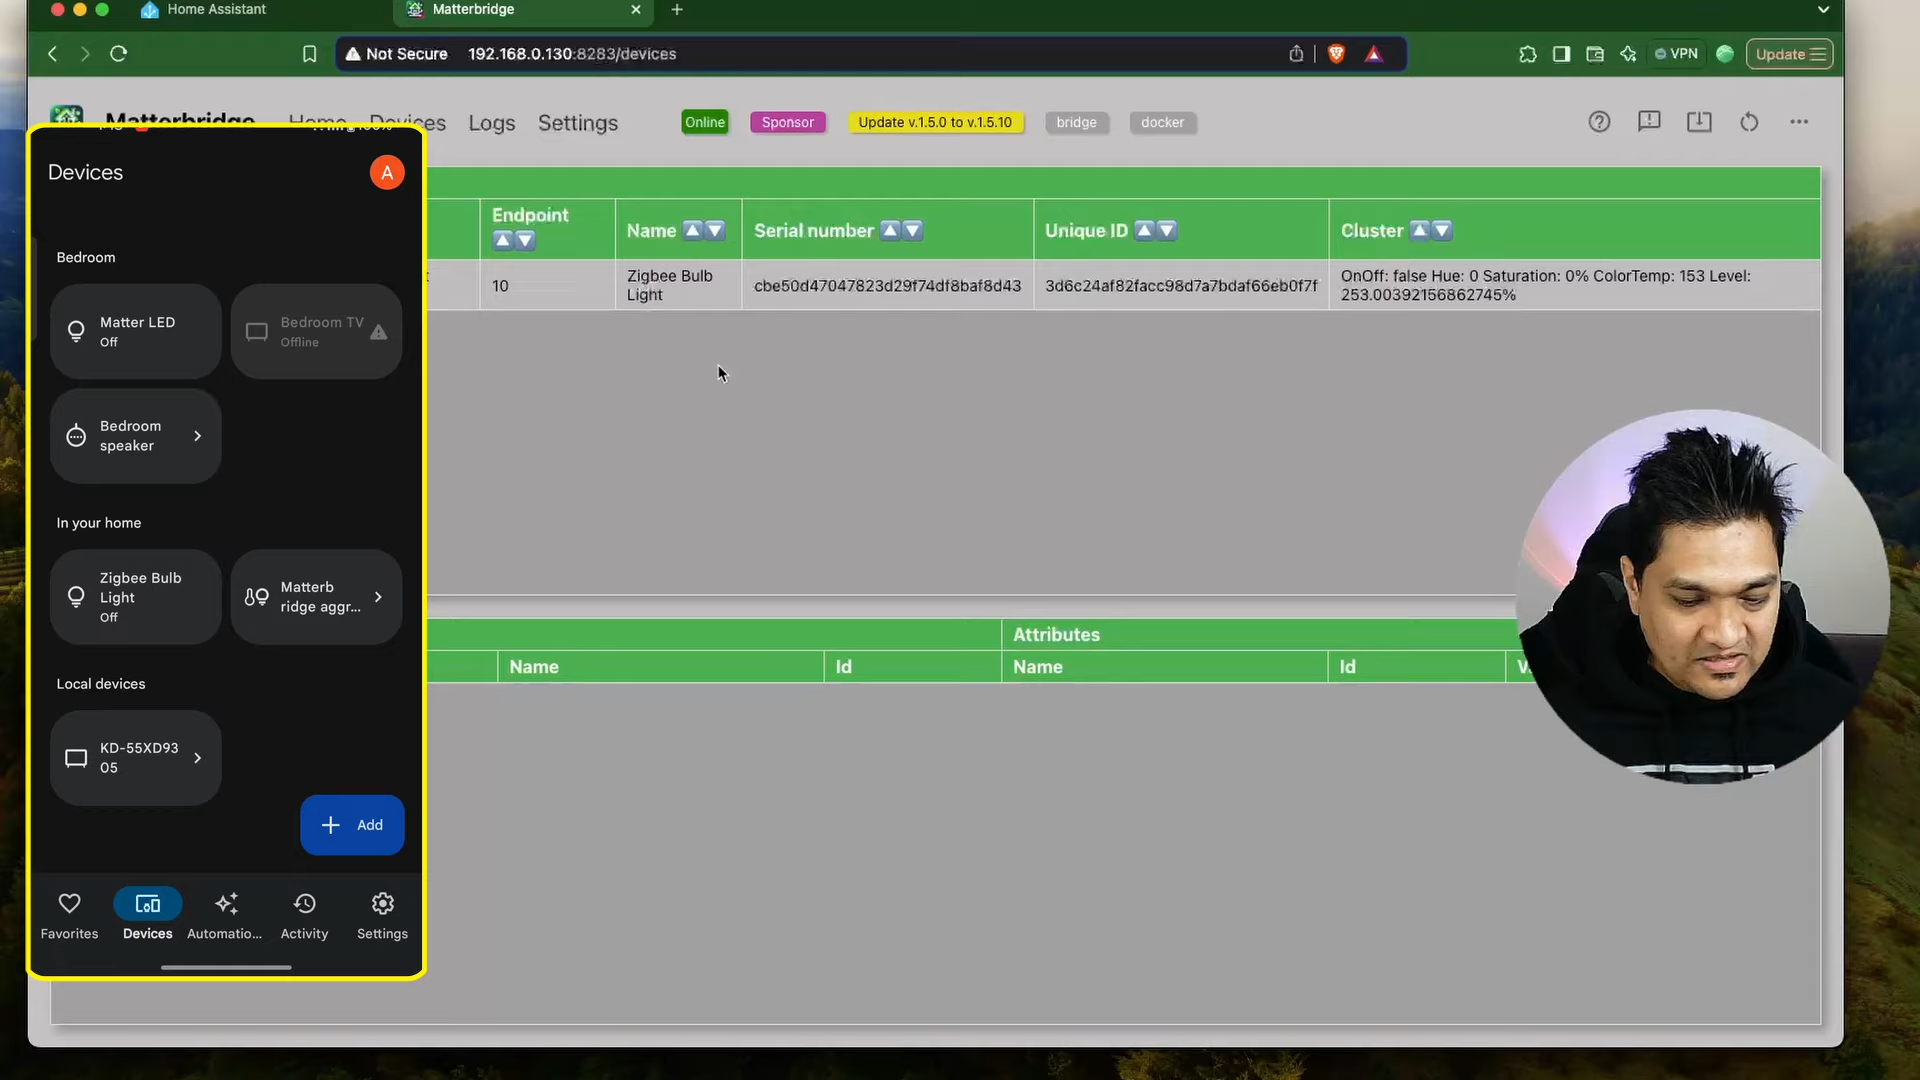 Home Assistant
Matterbridge
Not Secure 192.168.0.130:8283/devices
VPN
Update
Matterbridge Home Devices Logs Settings
Online
Sponsor
Update v.1.5.0 to v.1.5.10
bridge
docker
Devices
A
Bedroom
Matter LED
Off
Bedroom TV
Offline
Bedroom
speaker
In your home
Zigbee Bulb
Light
Off
Matterb
ridge aggr...
Local devices
KD-55XD93
05
+ Add
Favorites
Devices
Automatio...
Activity
Settings
Endpoint
Name
Serial number
Unique ID
Cluster
10
Zigbee Bulb
Light
cbe50d47047823d29f74df8baf8d43
3d6c24af82facc98d7a7bdaf66eb0f7f
OnOff: false Hue: 0 Saturation: 0% ColorTemp: 153 Level:
253.00392156862745%
Attributes
Name
Id
Name
Id